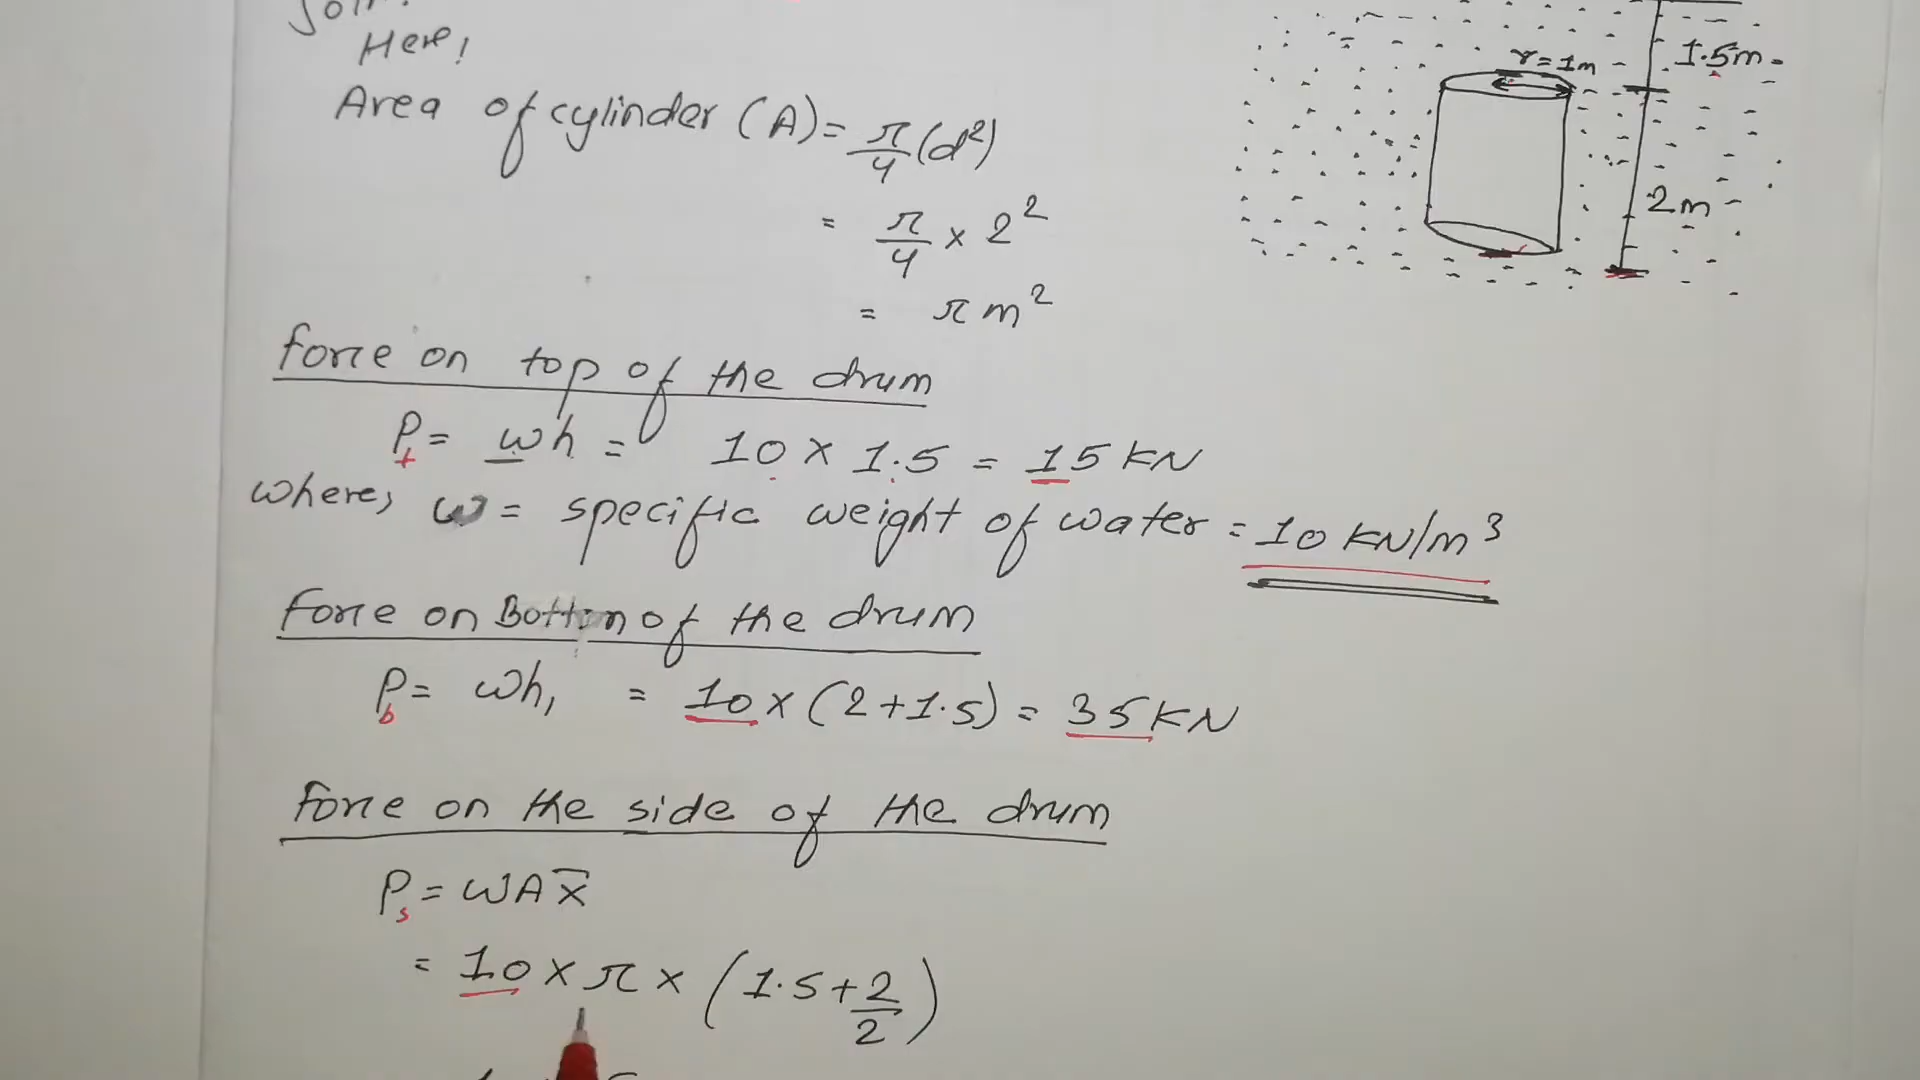 Soln:
Here!
Area of cylinder (A) = π/4 (d²)
= π/4 × 2²
= π m²
r=1m
1.5m
2m
Force on top of the drum
Pt = wh = 10 × 1.5 = 15 KN
where, w = specific weight of water = 10 KN/m³
Force on Bottom of the drum
Pb = wh, = 10 × (2+1.5) = 35 KN
Force on the side of the drum
Ps = wAx̄
= 10 × π × (1.5 + 2/2)